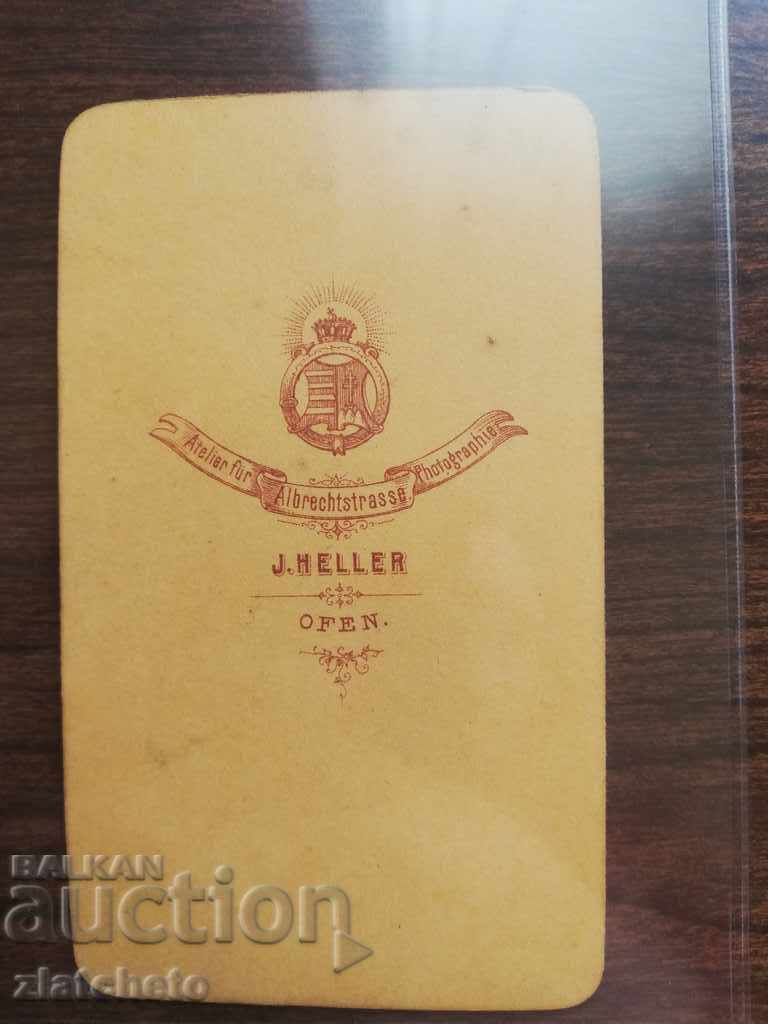 Atelier für Albrechtstrasse. Photographie
J. HELLER
OFEN.
BALKAN
auction
zlatcheto